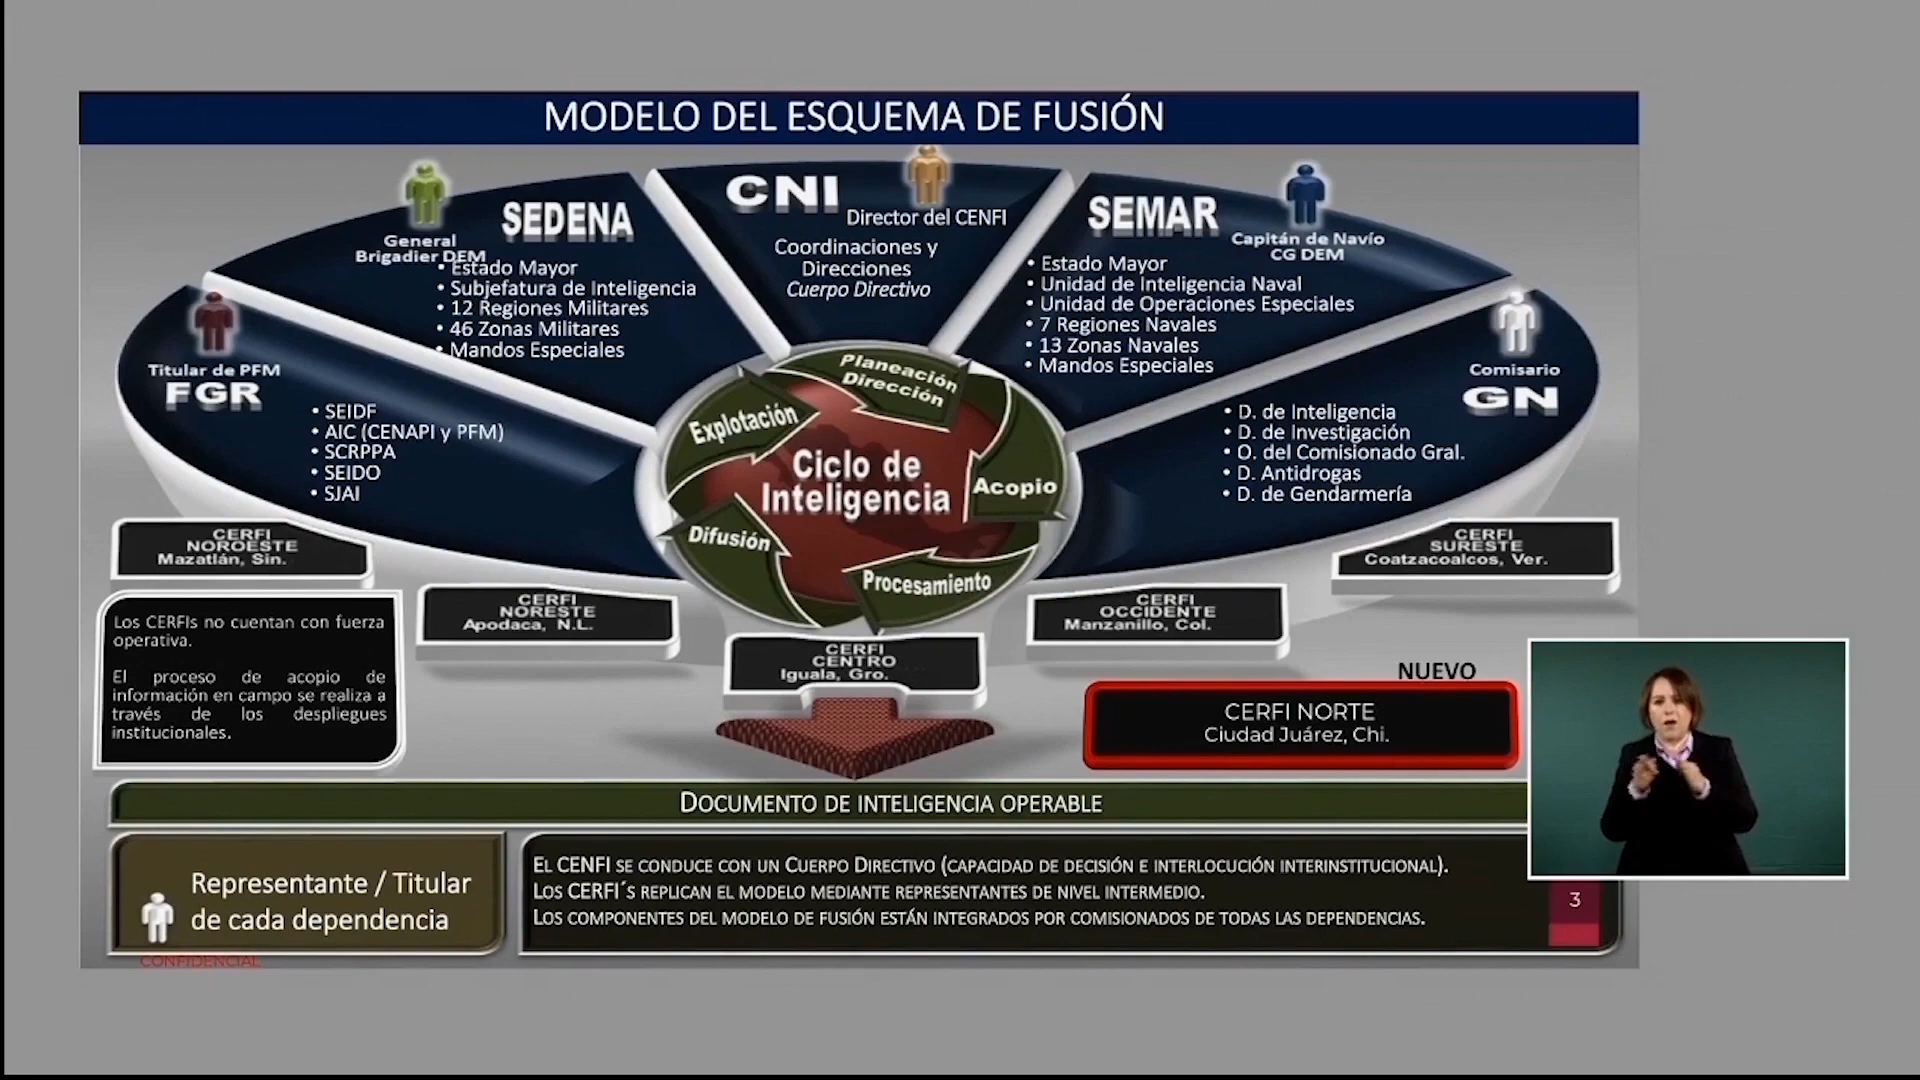 MODELO DEL ESQUEMA DE FUSIÓN
Titular de PFM
FGR
• SEIDF
• AIC (CENAPI y PFM)
• SCRPPA
• SEIDO
• SJAI
General
Brigadier DEM
SEDENA
• Estado Mayor
• Subjefatura de Inteligencia
• 12 Regiones Militares
• 46 Zonas Militares
• Mandos Especiales
CNI
Director del CENFI
Coordinaciones y
Direcciones
Cuerpo Directivo
SEMAR
Capitán de Navío
CG DEM
• Estado Mayor
• Unidad de Inteligencia Naval
• Unidad de Operaciones Especiales
• 7 Regiones Navales
• 13 Zonas Navales
• Mandos Especiales
Comisario
GN
• D. de Inteligencia
• D. de Investigación
• O. del Comisionado Gral.
• D. Antidrogas
• D. de Gendarmería
Planeación
Dirección
Acopio
Procesamiento
Difusión
Explotación
Ciclo de
Inteligencia
CERFI
NOROESTE
Mazatlán, Sin.
CERFI
NORESTE
Apodaca, N.L.
CERFI
CENTRO
Iguala, Gro.
CERFI
OCCIDENTE
Manzanillo, Col.
CERFI
SURESTE
Coatzacoalcos, Ver.
Los CERFIs no cuentan con fuerza
operativa.
El proceso de acopio de
información en campo se realiza a
través de los despliegues
institucionales.
NUEVO
CERFI NORTE
Ciudad Juárez, Chi.
DOCUMENTO DE INTELIGENCIA OPERABLE
Representante / Titular
de cada dependencia
EL CENFI SE CONDUCE CON UN CUERPO DIRECTIVO (CAPACIDAD DE DECISIÓN E INTERLOCUCIÓN INTERINSTITUCIONAL).
LOS CERFI´S REPLICAN EL MODELO MEDIANTE REPRESENTANTES DE NIVEL INTERMEDIO.
LOS COMPONENTES DEL MODELO DE FUSIÓN ESTÁN INTEGRADOS POR COMISIONADOS DE TODAS LAS DEPENDENCIAS.
3
CONFIDENCIAL